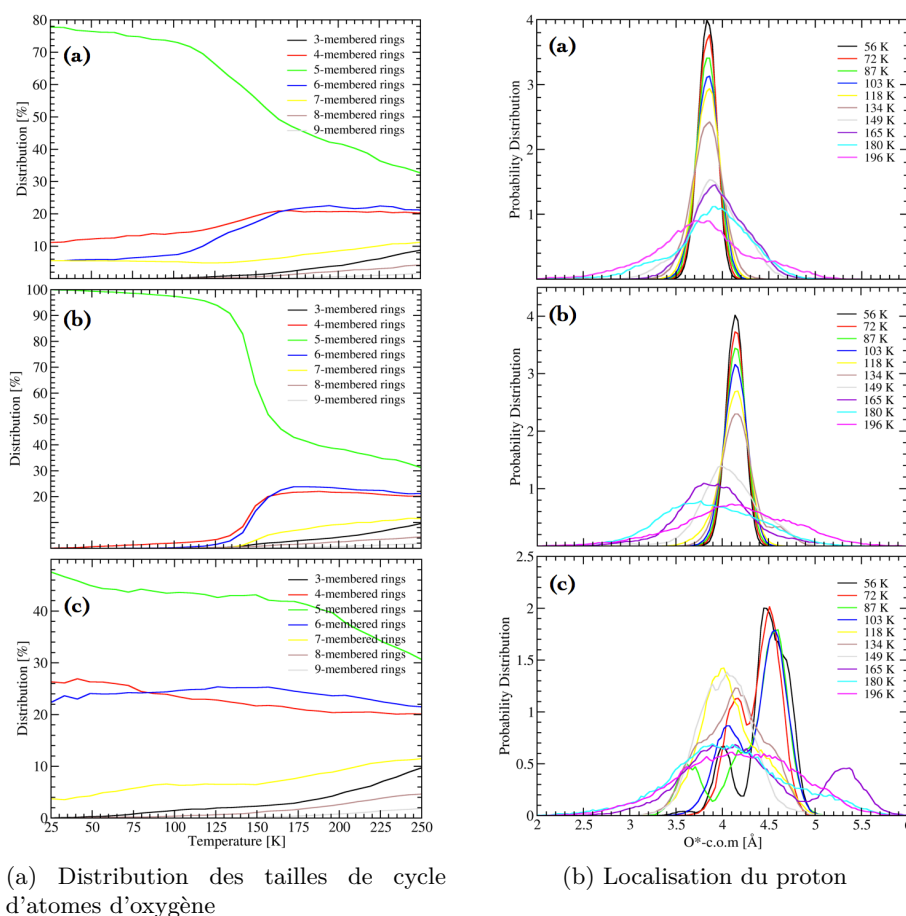 (a)
Distribution [%]
80
70
60
50
40
30
20
10
3-membered rings
4-membered rings
5-membered rings
6-membered rings
7-membered rings
8-membered rings
9-membered rings
(b)
Distribution [%]
100
90
80
70
60
50
40
30
20
10
3-membered rings
4-membered rings
5-membered rings
6-membered rings
7-membered rings
8-membered rings
9-membered rings
(c)
Distribution [%]
40
20
0
3-membered rings
4-membered rings
5-membered rings
6-membered rings
7-membered rings
8-membered rings
9-membered rings
25 50 75 100 125 150 175 200 225 250
Temperature [K]
(a) Distribution des tailles de cycle
d'atomes d'oxygène
(a)
Probability Distribution
4
3
2
1
0
56 K
72 K
87 K
103 K
118 K
134 K
149 K
165 K
180 K
196 K
(b)
Probability Distribution
4
3
2
1
56 K
72 K
87 K
103 K
118 K
134 K
149 K
165 K
180 K
196 K
(c)
Probability Distribution
2
1.5
1
0.5
0
56 K
72 K
87 K
103 K
118 K
134 K
149 K
165 K
180 K
196 K
2 2.5 3 3.5 4 4.5 5 5.5 6
O*-c.o.m [Å]
(b) Localisation du proton